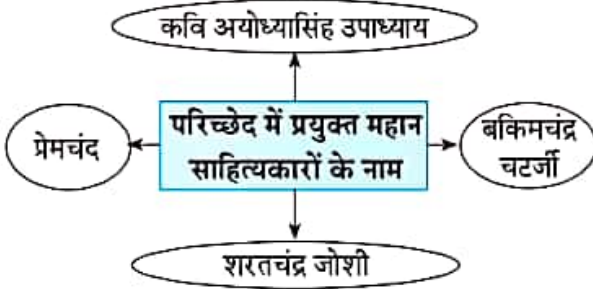 कवि अयोध्यासिंह उपाध्याय
प्रेमचंद
परिच्छेद में प्रयुक्त महान
साहित्यकारों के नाम
बकिमचंद्र
चटर्जी
शरतचंद्र जोशी